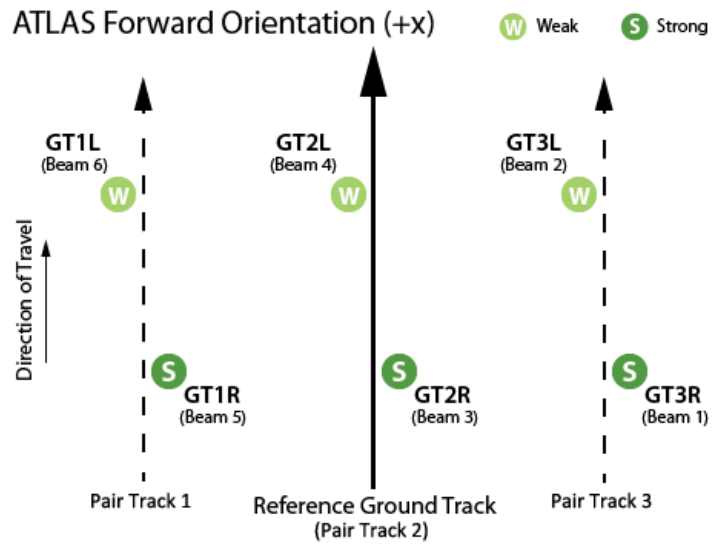 ATLAS Forward Orientation (+x)
W Weak
S Strong
GT1L
(Beam 6)
W
GT2L
(Beam 4)
W
GT3L
(Beam 2)
W
Direction of Travel
S
GT1R
(Beam 5)
S
GT2R
(Beam 3)
S
GT3R
(Beam 1)
Pair Track 1
Reference Ground Track
(Pair Track 2)
Pair Track 3